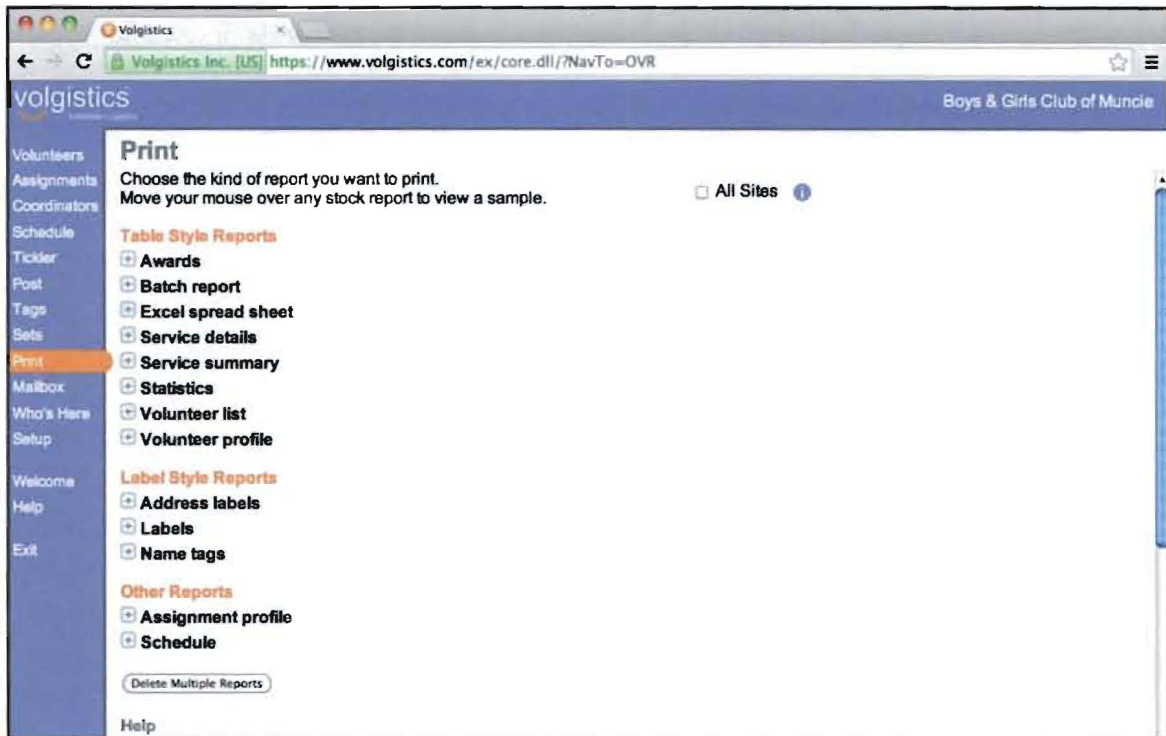 Volgistics
Volgistics Inc. [US] https://www.volgistics.com/ex/core.dll/?NavTo=OVR
volgistics
Boys & Girls Club of Muncie
Volunteers
Assignments
Coordinators
Schedule
Tickler
Post
Tags
Sets
Print
Mailbox
Who's Here
Setup
Welcome
Help
Exit
Print
Choose the kind of report you want to print.
Move your mouse over any stock report to view a sample.
All Sites
Table Style Reports
Awards
Batch report
Excel spread sheet
Service details
Service summary
Statistics
Volunteer list
Volunteer profile
Label Style Reports
Address labels
Labels
Name tags
Other Reports
Assignment profile
Schedule
Delete Multiple Reports
Help